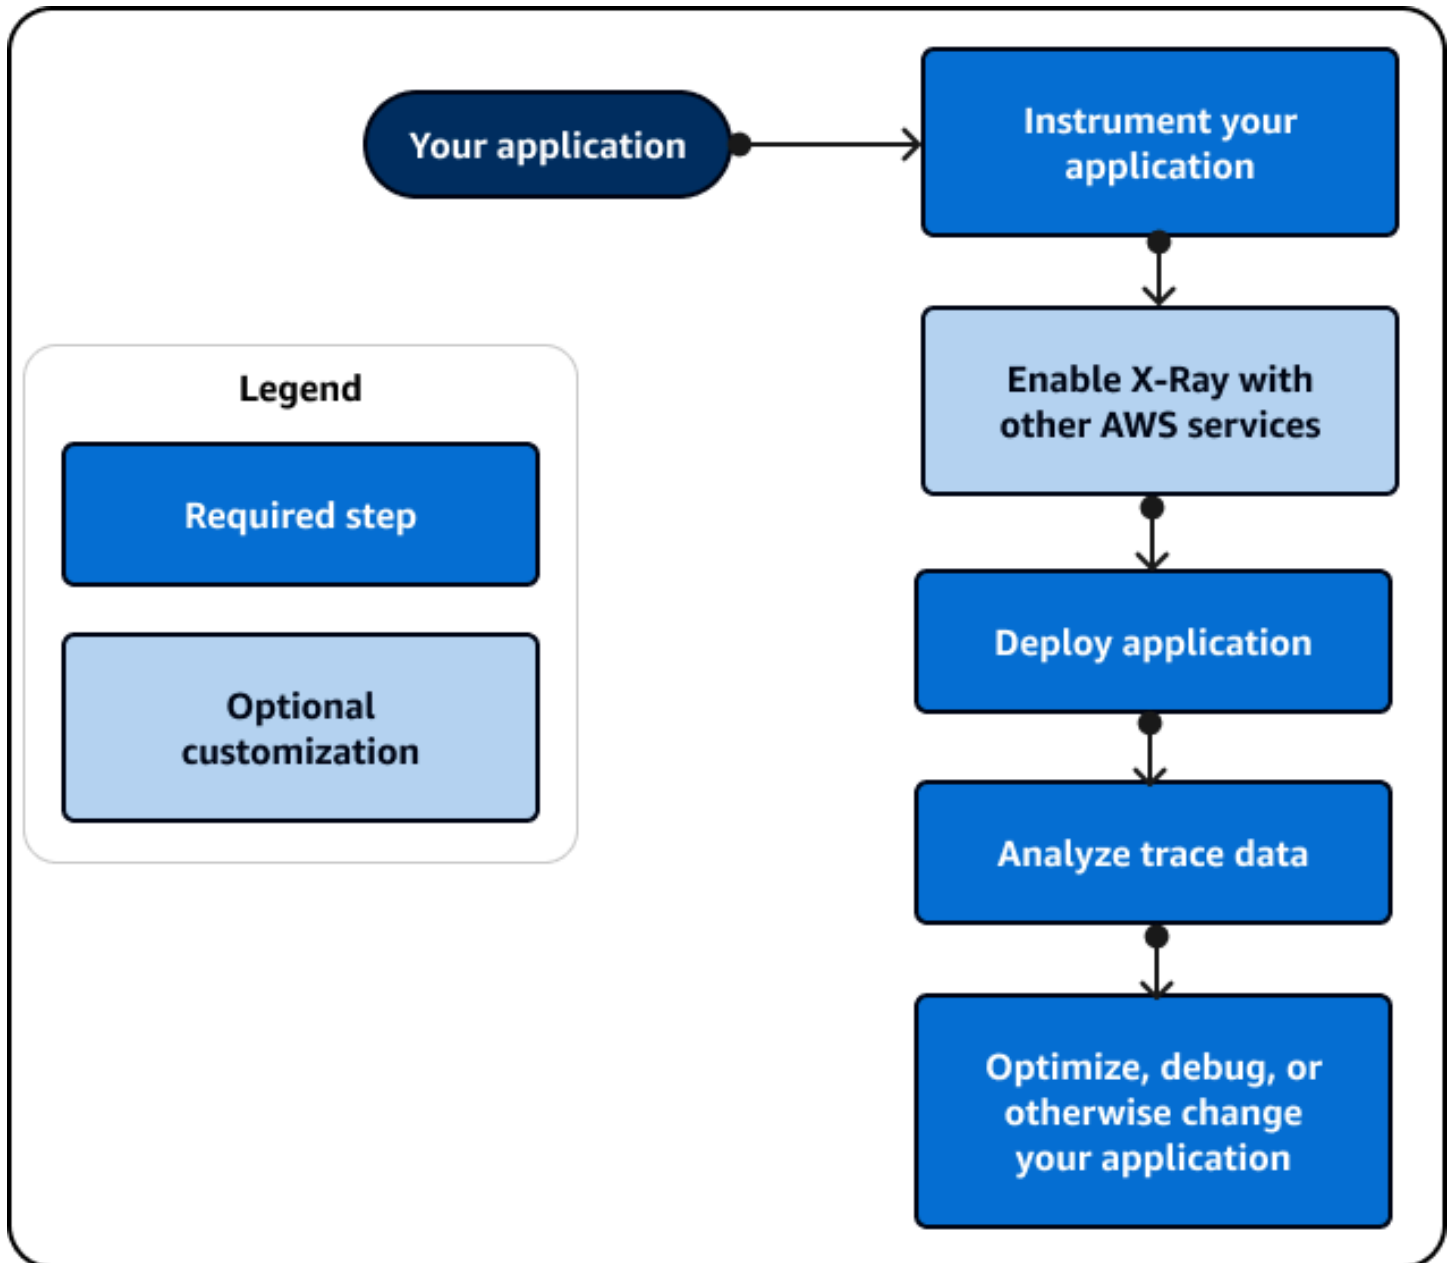 Your application
Instrument your
application
Enable X-Ray with
other AWS services
Legend
Required step
Optional
customization
Deploy application
Analyze trace data
Optimize, debug, or
otherwise change
your application